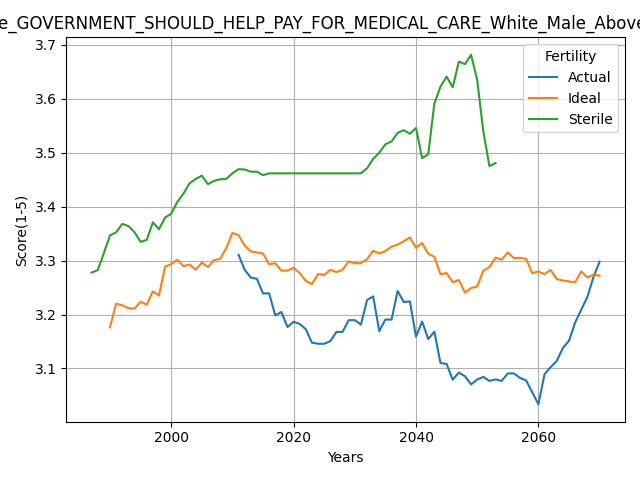 e_GOVERNMENT_SHOULD_HELP_PAY_FOR_MEDICAL_CARE_White_Male_Above
Fertility
Actual
Ideal
Sterile
Score(1-5)
3.7
3.6
3.5
3.4
3.3
3.2
3.1
2000 2020 2040 2060
Years